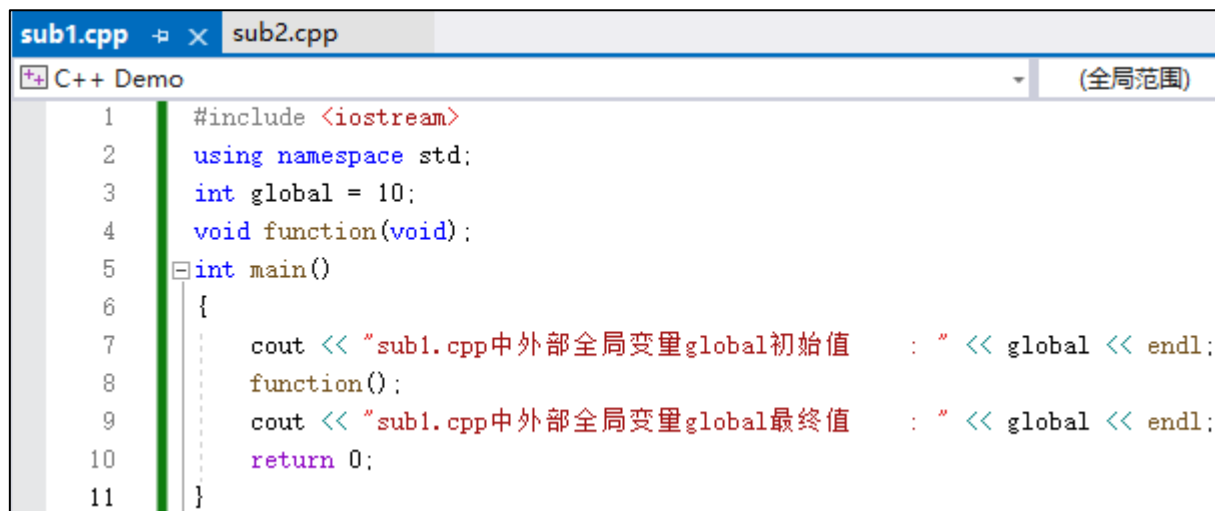 sub1.cpp sub2.cpp
C++ Demo (全局范围)
1 #include <iostream>
2 using namespace std;
3 int global = 10;
4 void function(void);
5 int main()
6 {
7 cout << "sub1.cpp中外部全局变量global初始值    : " << global << endl;
8 function();
9 cout << "sub1.cpp中外部全局变量global最终值    : " << global << endl;
10 return 0;
11 }